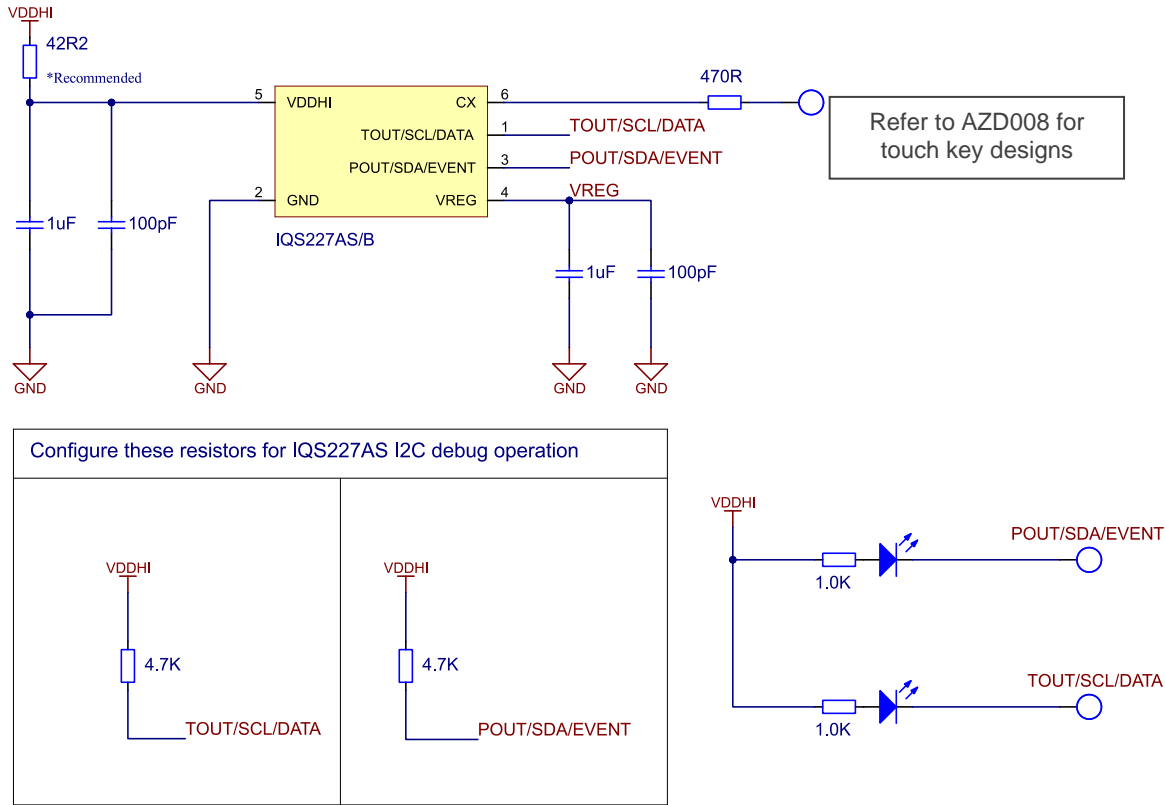 VDDHI
42R2
*Recommended
5
VDDHI
CX
6
470R
TOUT/SCL/DATA
1
TOUT/SCL/DATA
POUT/SDA/EVENT
3
POUT/SDA/EVENT
2
GND
VREG
4
VREG
IQS227AS/B
Refer to AZD008 for
touch key designs
1uF
100pF
1uF
100pF
GND
GND
GND
GND
Configure these resistors for IQS227AS I2C debug operation
VDDHI
4.7K
TOUT/SCL/DATA
VDDHI
4.7K
POUT/SDA/EVENT
VDDHI
1.0K
POUT/SDA/EVENT
1.0K
TOUT/SCL/DATA